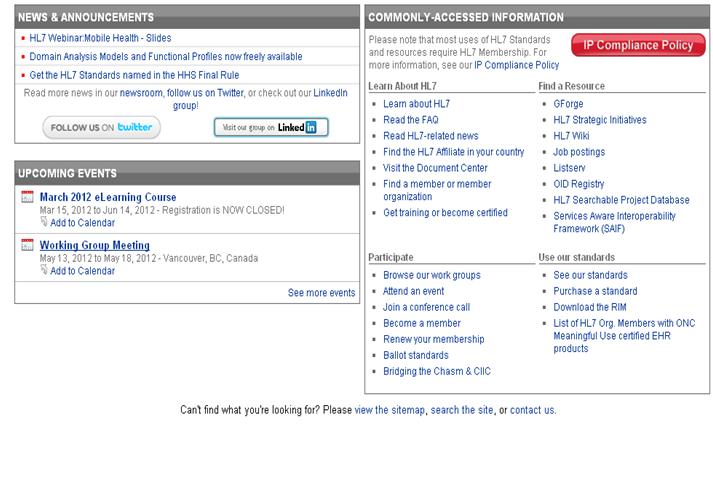 NEWS & ANNOUNCEMENTS
HL7 Webinar:Mobile Health - Slides
Domain Analysis Models and Functional Profiles now freely available
Get the HL7 Standards named in the HHS Final Rule
Read more news in our newsroom, follow us on Twitter, or check out our LinkedIn
group!
FOLLOW US ON twitter
Visit our group on LinkedIn
UPCOMING EVENTS
March 2012 eLearning Course
Mar 15, 2012 to Jun 14, 2012 - Registration is NOW CLOSED!
Add to Calendar
Working Group Meeting
May 13, 2012 to May 18, 2012 - Vancouver, BC, Canada
Add to Calendar
See more events
COMMONLY-ACCESSED INFORMATION
Please note that most uses of HL7 Standards
and resources require HL7 Membership. For
more information, see our IP Compliance Policy
IP Compliance Policy
Learn About HL7
Learn about HL7
Read the FAQ
Read HL7-related news
Find the HL7 Affiliate in your country
Visit the Document Center
Find a member or member
organization
Get training or become certified
Find a Resource
GForge
HL7 Strategic Initiatives
HL7 Wiki
Job postings
Listserv
OID Registry
HL7 Searchable Project Database
Services Aware Interoperability
Framework (SAIF)
Participate
Browse our work groups
Attend an event
Join a conference call
Become a member
Renew your membership
Ballot standards
Bridging the Chasm & CIIC
Use our standards
See our standards
Purchase a standard
Download the RIM
List of HL7 Org. Members with ONC
Meaningful Use certified EHR
products
Can't find what you're looking for? Please view the sitemap, search the site, or contact us.